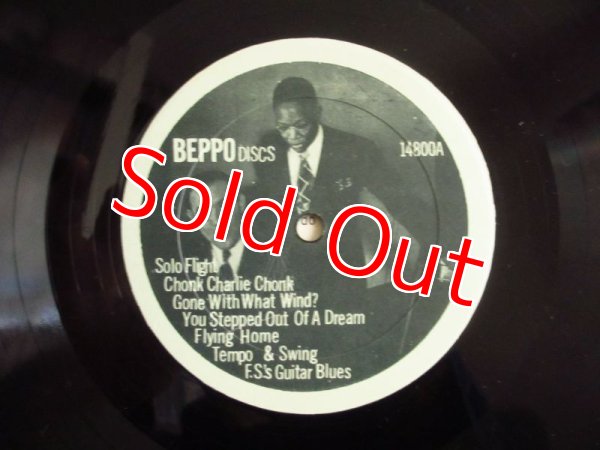 BEPPO DISCS
14800A
Sold Out
Solo Flight
Chonk Charlie Chonk
Gone With What Wind?
You Stepped Out Of A Dream
Flying Home
Tempo & Swing
F.S's Guitar Blues